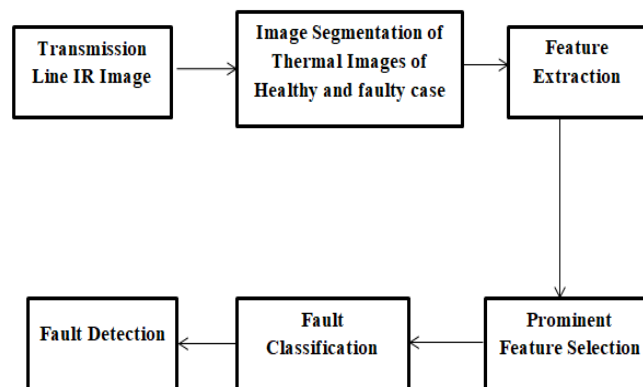 Transmission
Line IR Image
Image Segmentation of
Thermal Images of
Healthy and faulty case
Feature
Extraction
Prominent
Feature Selection
Fault
Classification
Fault Detection